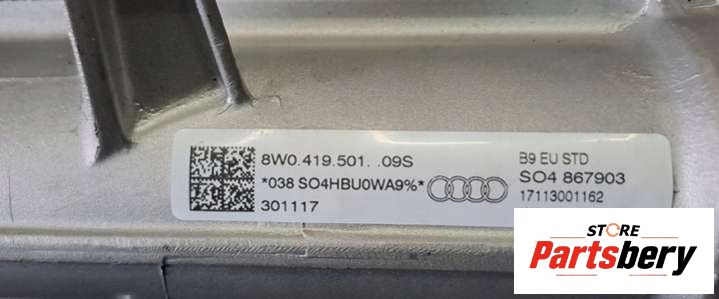 8W0.419.501. .09S
*038 SO4HBU0WA9%*
301117
B9 EU STD
SO4 867903
17113001162
STORE
Partsbery